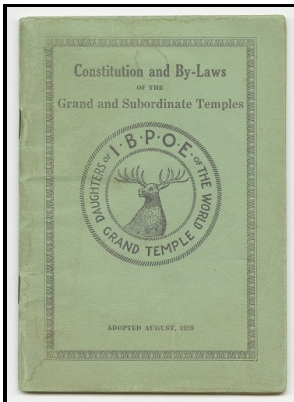 Constitution and By-Laws
OF THE
Grand and Subordinate Temples
DAUGHTERS OF I·B·P·O·E· OF THE WORLD
GRAND TEMPLE
ADOPTED AUGUST, 1929